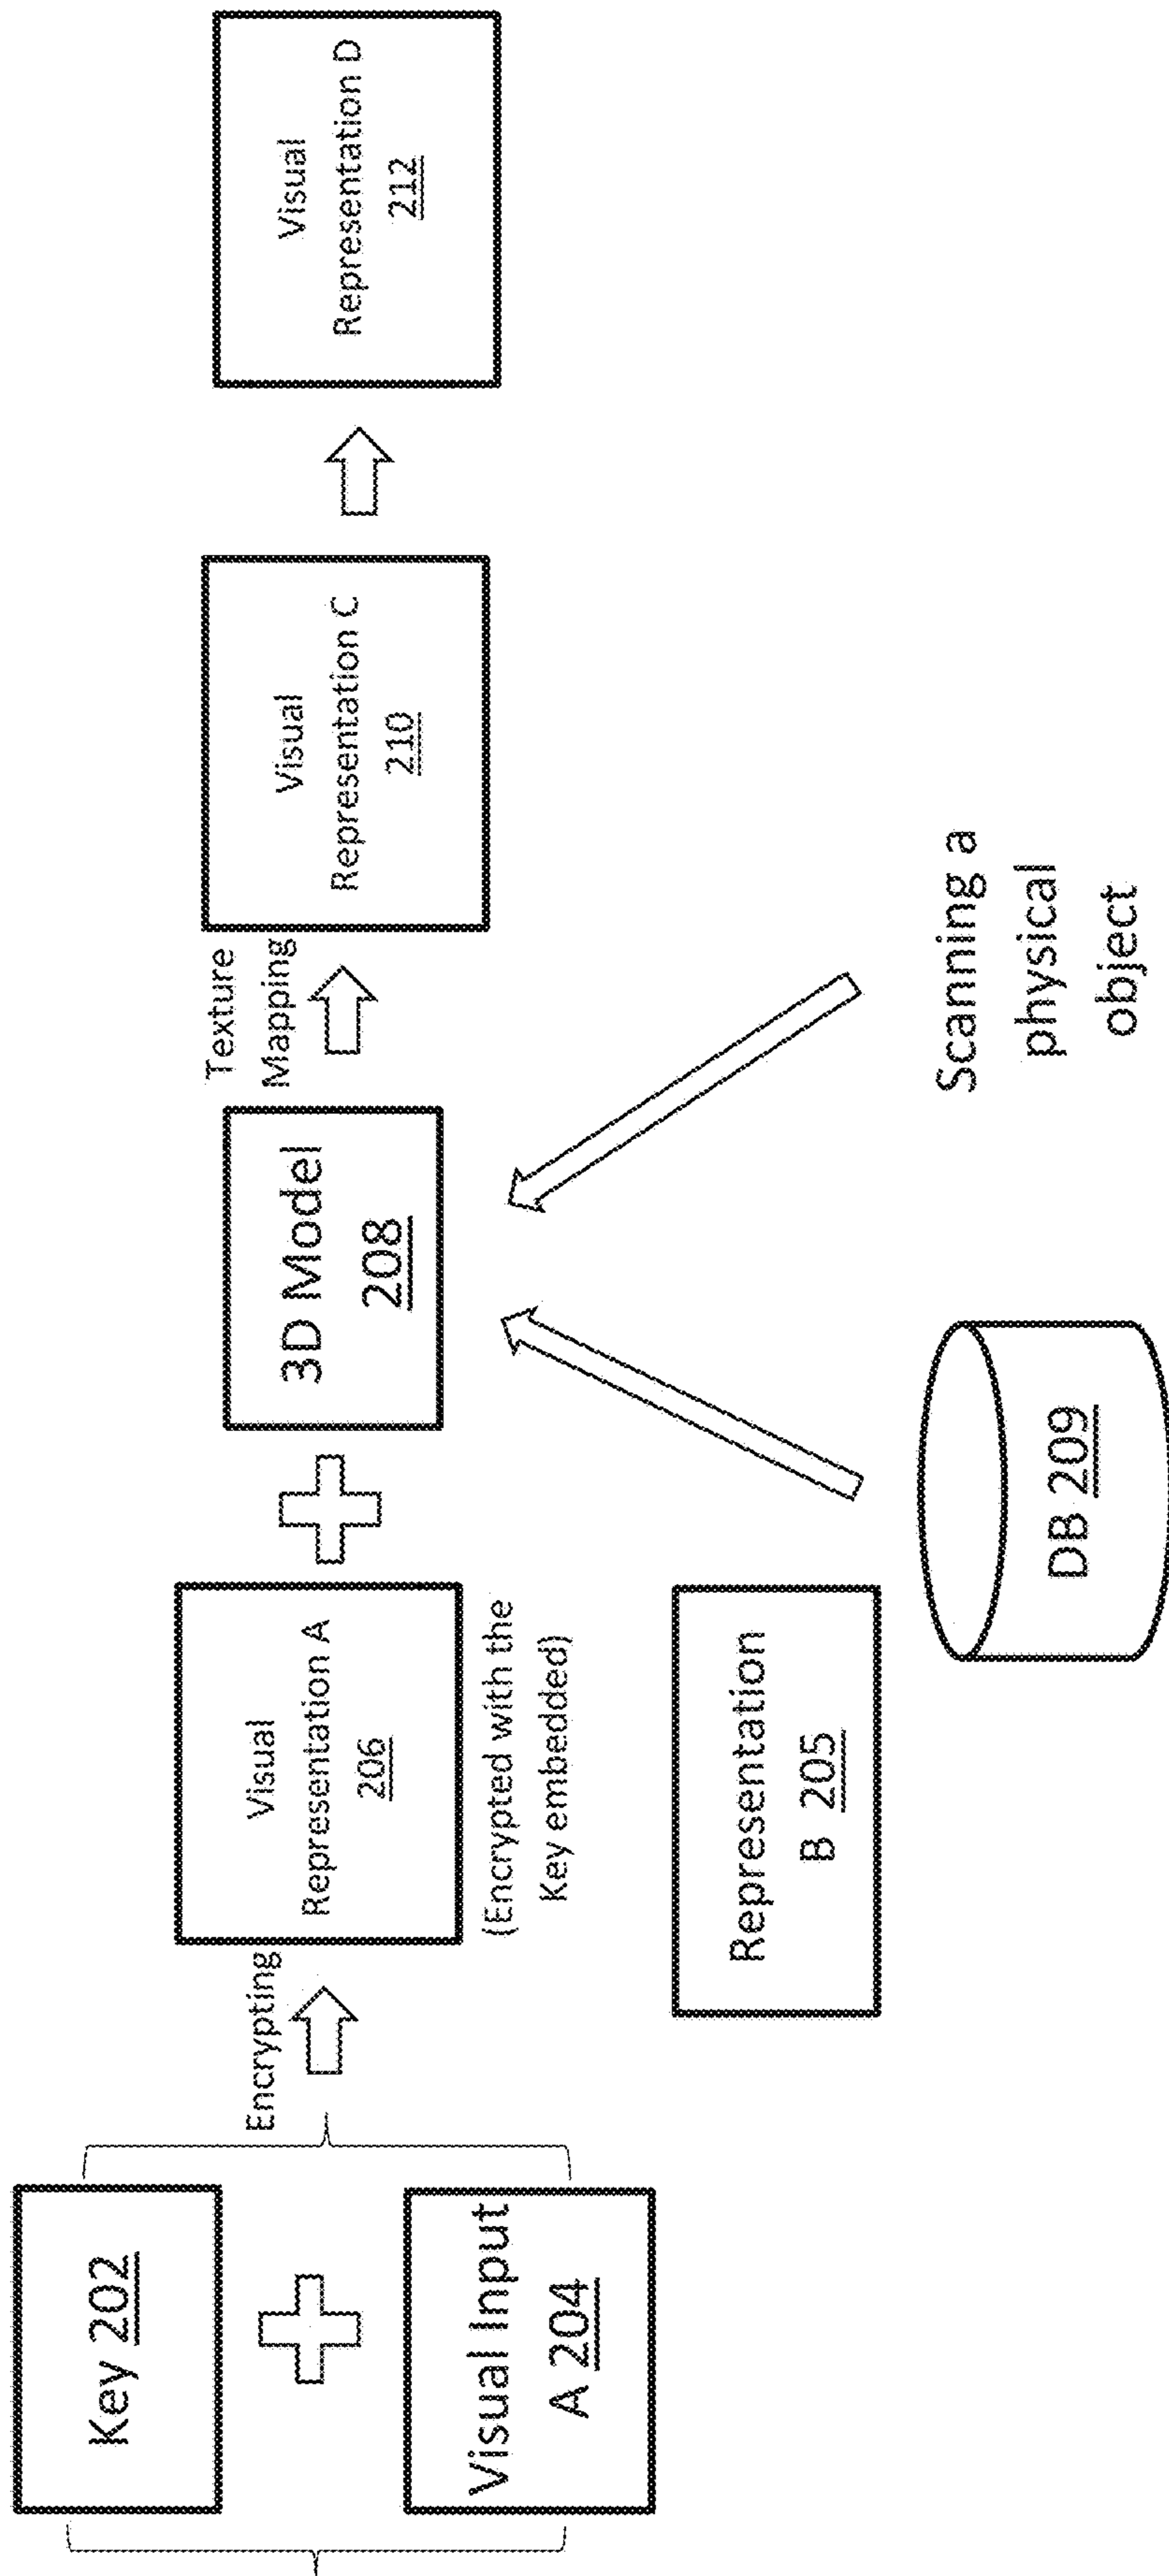 Key 202
Visual Input
A 204
Encrypting
Visual
Representation A
206
(Encrypted with the
Key embedded)
Representation
B 205
3D Model
208
DB 209
Scanning a
physical
object
Texture
Mapping
Visual
Representation C
210
Visual
Representation D
212